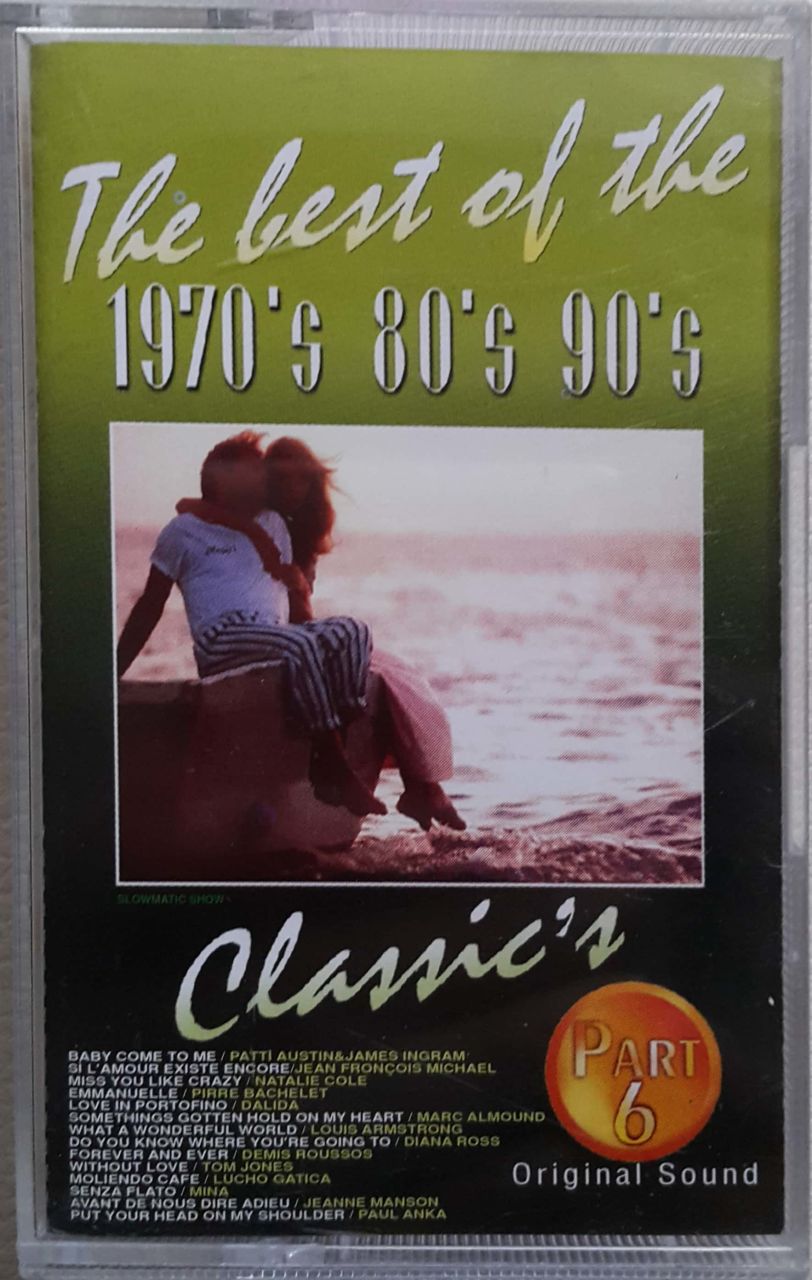 The best of the
1970's 80's 90's
SLOWMATIC SHOW
Classic's
PART
6
Original Sound
BABY COME TO ME / PATTİ AUSTIN&JAMES INGRAM
Sİ L'AMOUR EXISTE ENCORE/JEAN FRONÇOIS MICHAEL
MISS YOU LIKE CRAZY / NATALIE COLE
EMMANUELLE / PIRRE BACHELET
LOVE IN PORTOFINO / DALIDA
SOMETHINGS GOTTEN HOLD ON MY HEART / MARC ALMOUND
WHAT A WONDERFUL WORLD / LOUIS ARMSTRONG
DO YOU KNOW WHERE YOU'RE GOING TO / DIANA ROSS
FOREVER AND EVER / DEMIS ROUSSOS
WITHOUT LOVE / TOM JONES
MOLIENDO CAFE / LUCHO GATICA
SENZA FLATO / MINA
AVANT DE NOUS DIRE ADIEU / JEANNE MANSON
PUT YOUR HEAD ON MY SHOULDER / PAUL ANKA